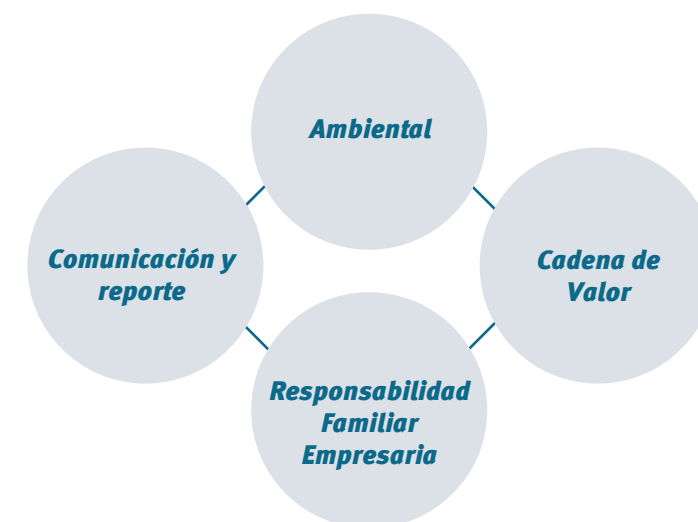 Ambiental
Comunicación y
reporte
Cadena de
Valor
Responsabilidad
Familiar
Empresaria